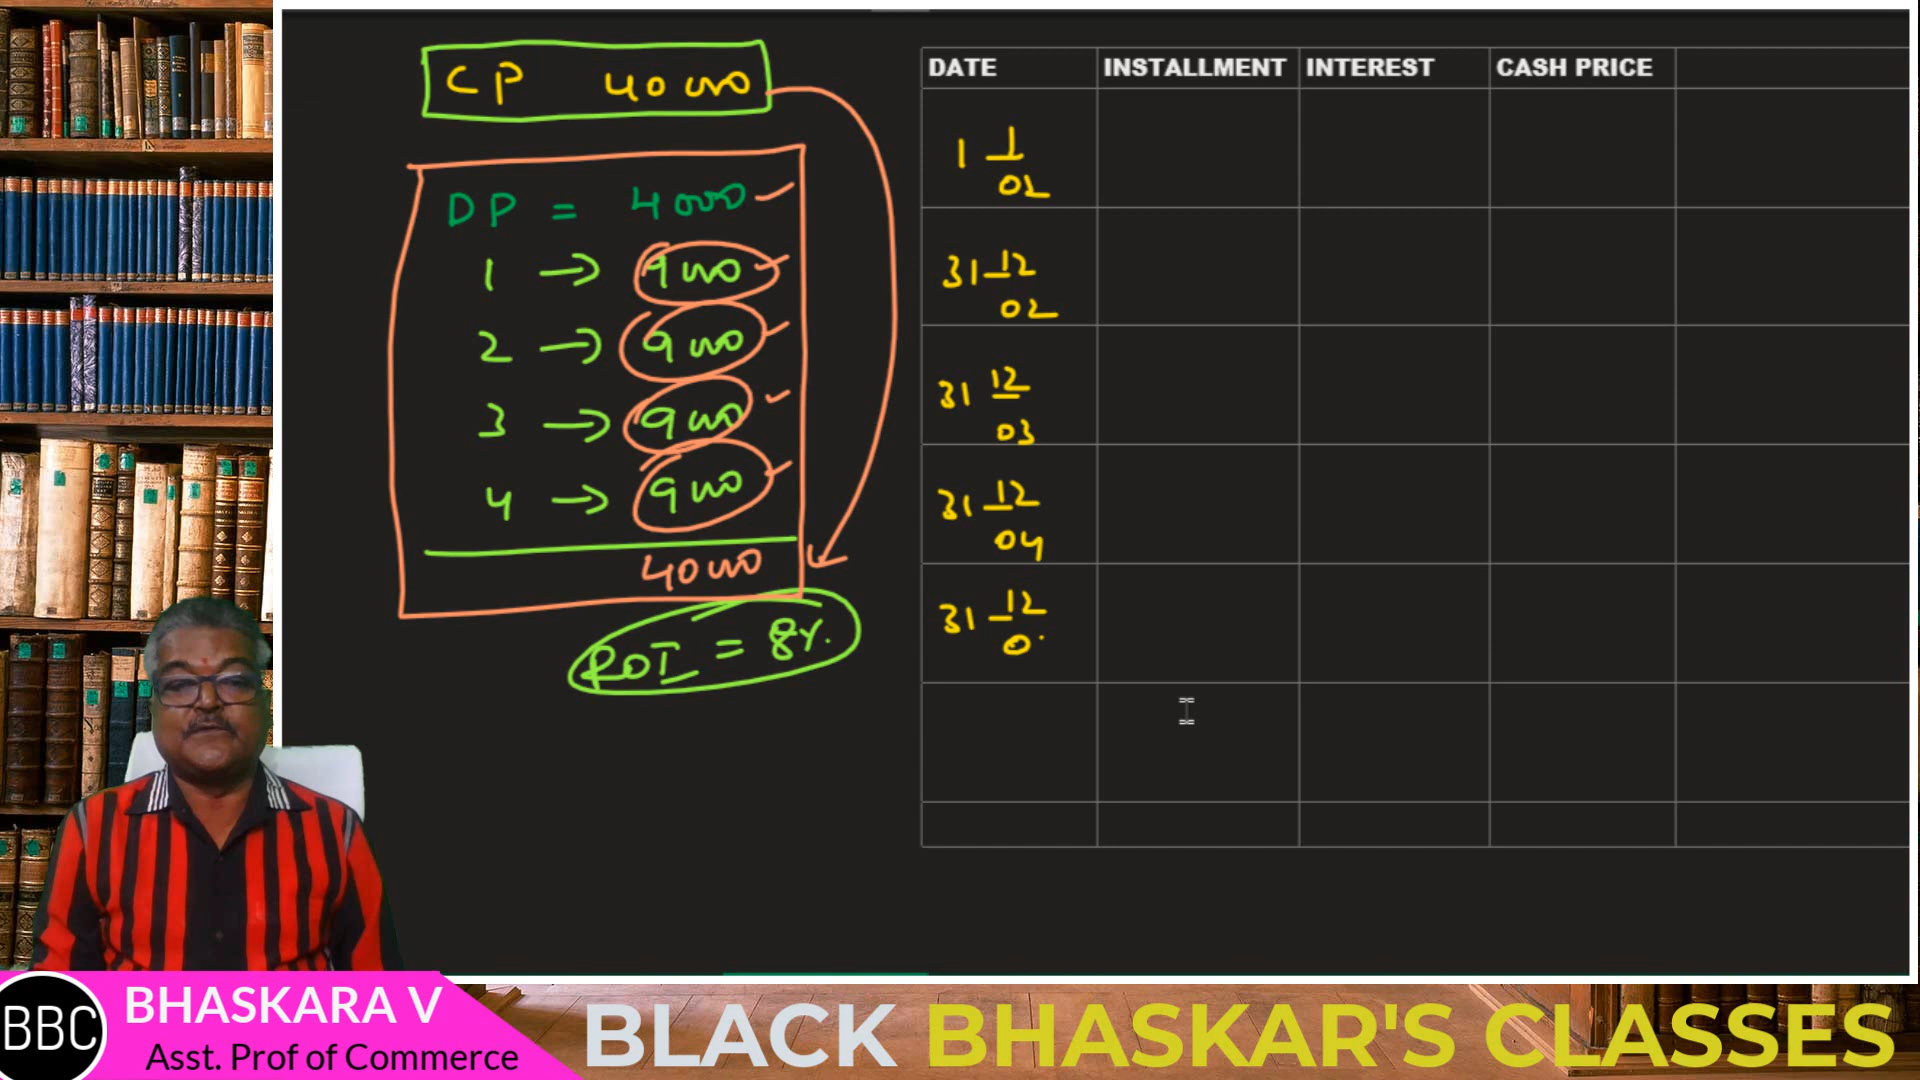 CP 40000
DP = 4000
1 → 9000
2 → 9000
3 → 9000
4 → 9000
40000
ROI = 8%.
DATE INSTALLMENT INTEREST CASH PRICE
1 1
02
31 12
02
31 12
03
31 12
04
31 12
0
BBC
BHASKARA V
Asst. Prof of Commerce
BLACK BHASKAR'S CLASSES